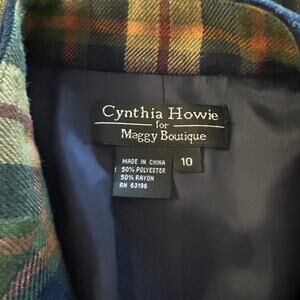 Cynthia Howie
for
Maggy Boutique
10
MADE IN CHINA
50% POLYESTER
50% RAYON
RN 63196